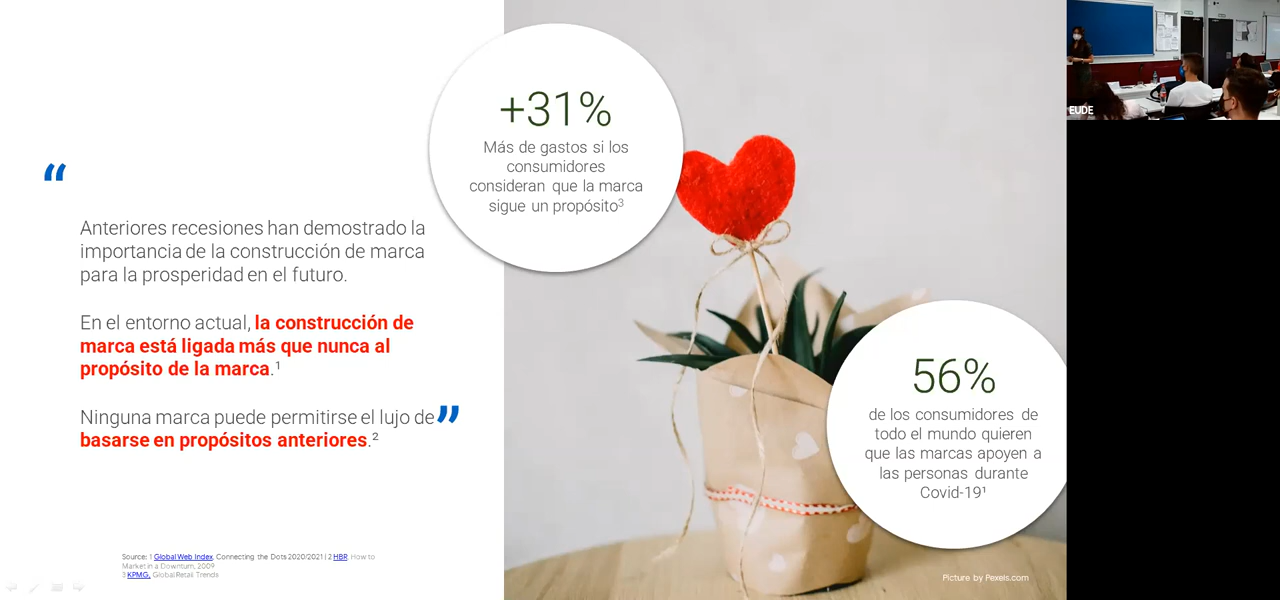 “
Anteriores recesiones han demostrado la
importancia de la construcción de marca
para la prosperidad en el futuro.
En el entorno actual, la construcción de
marca está ligada más que nunca al
propósito de la marca.¹
Ninguna marca puede permitirse el lujo de
basarse en propósitos anteriores.²
”
+31%
Más de gastos si los
consumidores
consideran que la marca
sigue un propósito³
56%
de los consumidores de
todo el mundo quieren
que las marcas apoyen a
las personas durante
Covid-19¹
Source: 1 Global Web Index, Connecting the Dots 2020/2021 | 2 HBR, How to
Market in a Downturn, 2009
3 KPMG, Global Retail Trends
Picture by Pexels.com
EUDE